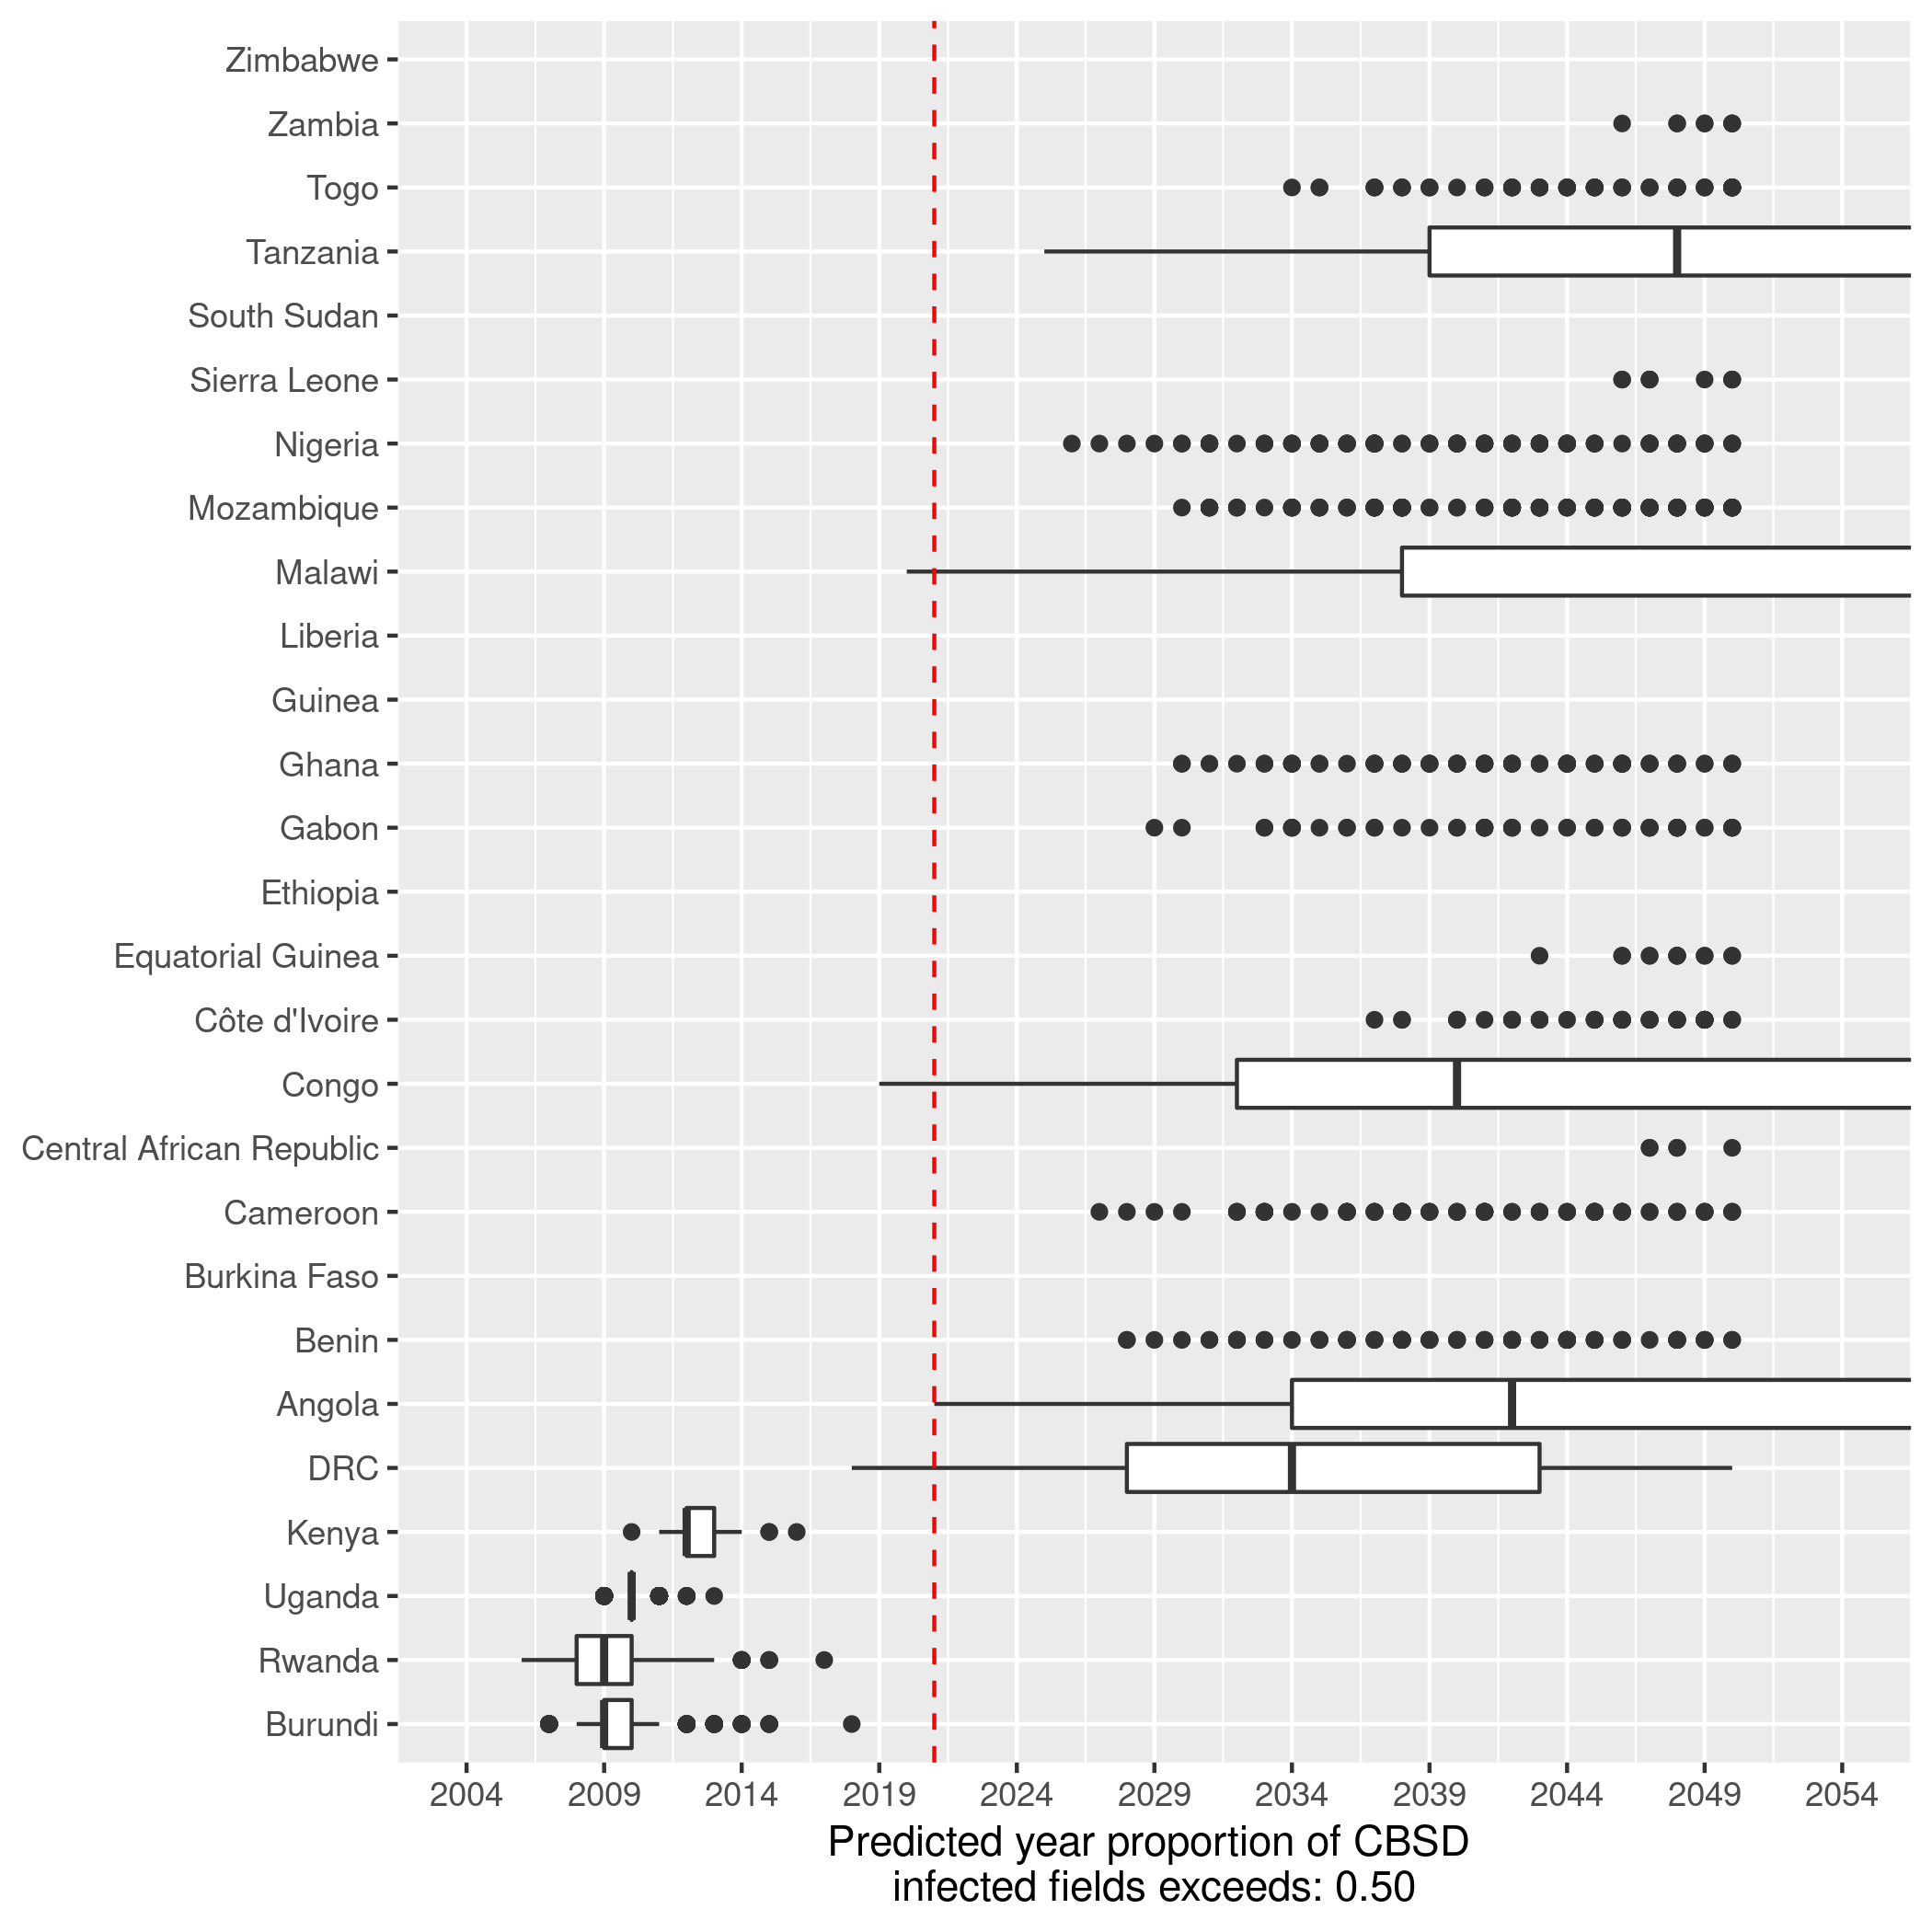 Zimbabwe
Zambia
Togo
Tanzania
South Sudan
Sierra Leone
Nigeria
Mozambique
Malawi
Liberia
Guinea
Ghana
Gabon
Ethiopia
Equatorial Guinea
Côte d'Ivoire
Congo
Central African Republic
Cameroon
Burkina Faso
Benin
Angola
DRC
Kenya
Uganda
Rwanda
Burundi
2004 2009 2014 2019 2024 2029 2034 2039 2044 2049 2054
Predicted year proportion of CBSD
infected fields exceeds: 0.50